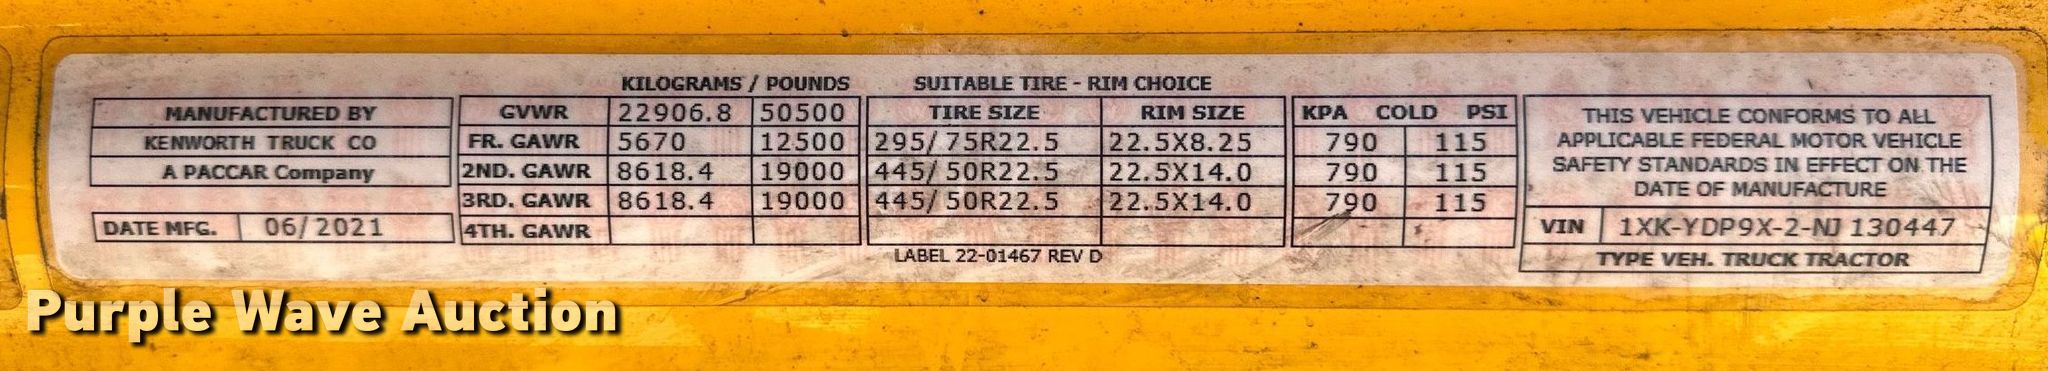 KILOGRAMS / POUNDS SUITABLE TIRE - RIM CHOICE
MANUFACTURED BY GVWR 22906.8 50500 TIRE SIZE RIM SIZE KPA COLD PSI
KENWORTH TRUCK CO FR. GAWR 5670 12500 295/75R22.5 22.5X8.25 790 115
A PACCAR Company 2ND. GAWR 8618.4 19000 445/50R22.5 22.5X14.0 790 115
3RD. GAWR 8618.4 19000 445/50R22.5 22.5X14.0 790 115
DATE MFG. 06/2021 4TH. GAWR
LABEL 22-01467 REV D
THIS VEHICLE CONFORMS TO ALL
APPLICABLE FEDERAL MOTOR VEHICLE
SAFETY STANDARDS IN EFFECT ON THE
DATE OF MANUFACTURE
VIN 1XK-YDP9X-2-NJ 130447
TYPE VEH. TRUCK TRACTOR
Purple Wave Auction